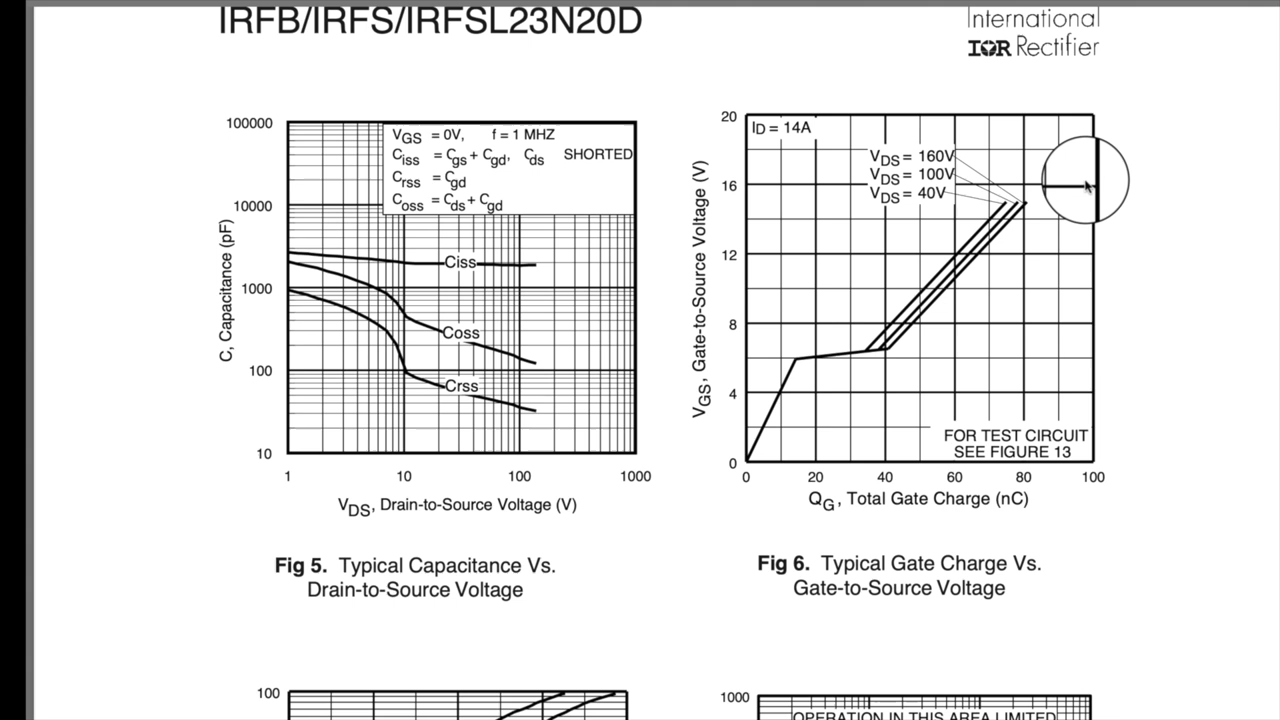 IRFB/IRFS/IRFSL23N20D
International
IOR Rectifier
100000
10000
1000
100
10
C, Capacitance (pF)
VGS = 0V, f = 1 MHZ
Ciss = Cgs + Cgd, Cds SHORTED
Crss = Cgd
Coss = Cds + Cgd
Ciss
Coss
Crss
1 10 100 1000
VDS, Drain-to-Source Voltage (V)
Fig 5. Typical Capacitance Vs.
Drain-to-Source Voltage
20
16
12
8
4
0
VGS, Gate-to-Source Voltage (V)
ID = 14A
VDS = 160V
VDS = 100V
VDS = 40V
FOR TEST CIRCUIT
SEE FIGURE 13
0 20 40 60 80 100
QG, Total Gate Charge (nC)
Fig 6. Typical Gate Charge Vs.
Gate-to-Source Voltage
100
1000
OPERATION IN THIS AREA LIMITED